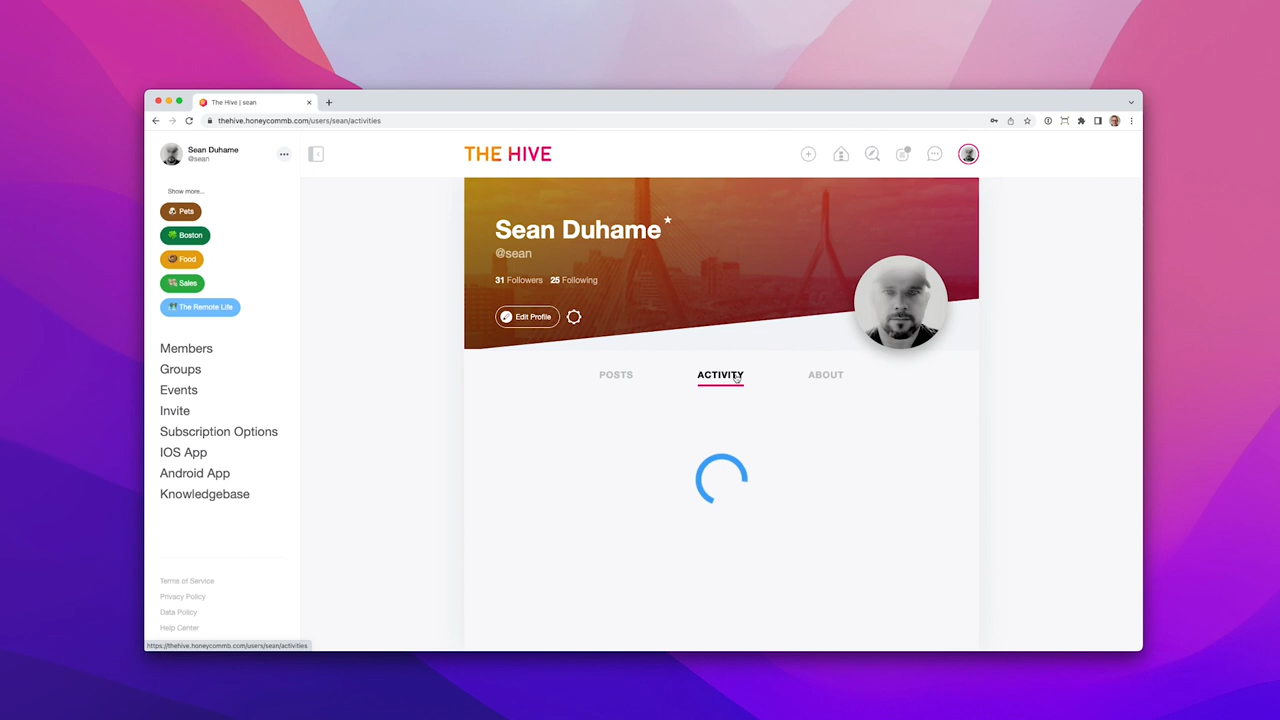 The Hive | sean
thehive.honeycommb.com/users/sean/activities
Sean Duhame
@sean
Show more...
Pets
Boston
Food
Sales
The Remote Life
Members
Groups
Events
Invite
Subscription Options
IOS App
Android App
Knowledgebase
Terms of Service
Privacy Policy
Data Policy
Help Center
https://thehive.honeycommb.com/users/sean/activities
THE HIVE
Sean Duhame
@sean
31 Followers 25 Following
Edit Profile
POSTS ACTIVITY ABOUT